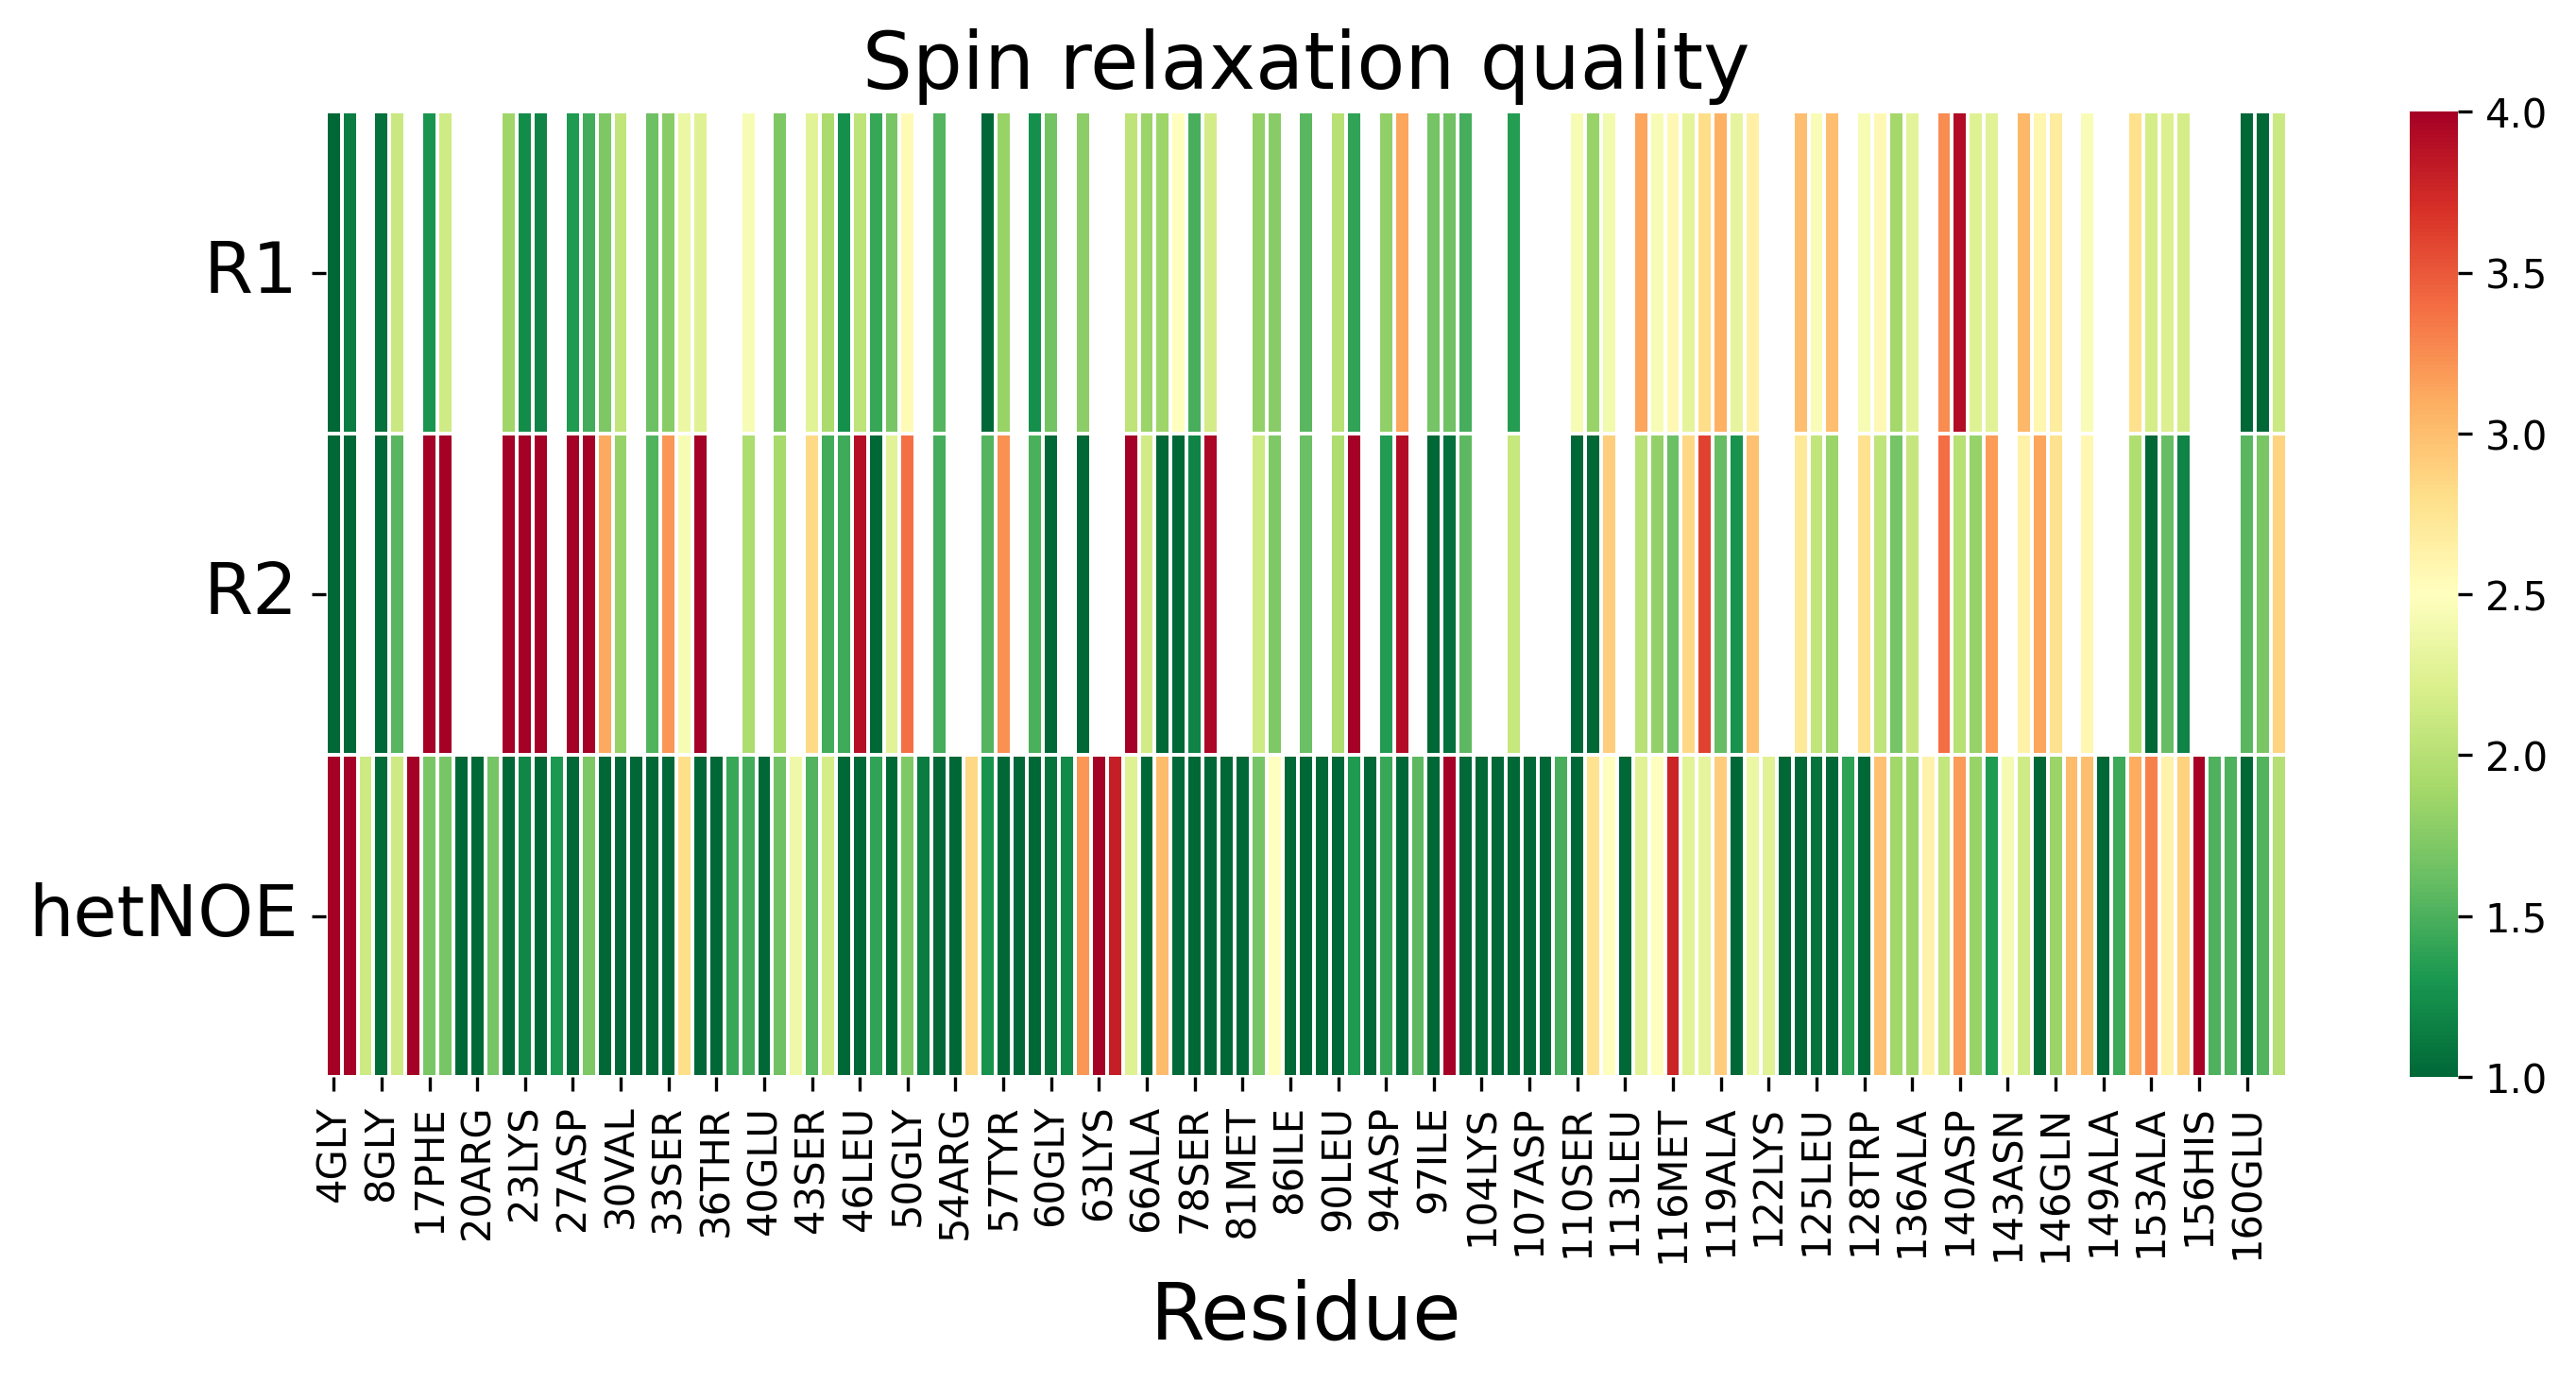 Spin relaxation quality
R1
R2
hetNOE
4GLY
8GLY
17PHE
20ARG
23LYS
27ASP
30VAL
33SER
36THR
40GLU
43SER
46LEU
50GLY
54ARG
57TYR
60GLY
63LYS
66ALA
78SER
81MET
86ILE
90LEU
94ASP
97ILE
104LYS
107ASP
110SER
113LEU
116MET
119ALA
122LYS
125LEU
128TRP
136ALA
140ASP
143ASN
146GLN
149ALA
153ALA
156HIS
160GLU
Residue
4.0
3.5
3.0
2.5
2.0
1.5
1.0